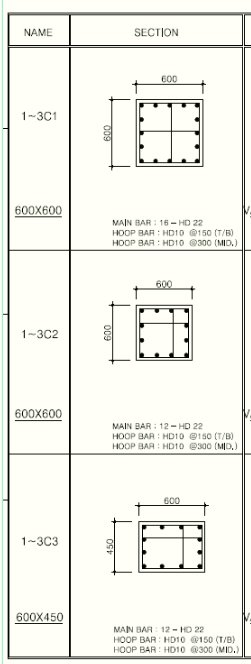 NAME SECTION
1~3C1
600
600
600X600
MAIN BAR : 16 - HD 22
HOOP BAR : HD10 @150 (T/B)
HOOP BAR : HD10 @300 (MID.)
1~3C2
600
600
600X600
MAIN BAR : 12 - HD 22
HOOP BAR : HD10 @150 (T/B)
HOOP BAR : HD10 @300 (MID.)
1~3C3
600
450
600X450
MAIN BAR : 12 - HD 22
HOOP BAR : HD10 @150 (T/B)
HOOP BAR : HD10 @300 (MID.)